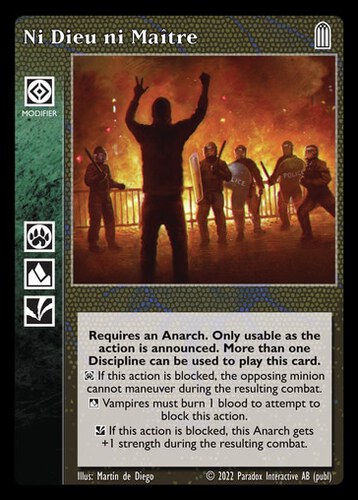 Ni Dieu ni Maitre
MODIFIER
POLICE
Requires an Anarch. Only usable as the
action is announced. More than one
Discipline can be used to play this card.
If this action is blocked, the opposing minion
cannot maneuver during the resulting combat.
Vampires must burn 1 blood to attempt to
block this action.
If this action is blocked, this Anarch gets
+1 strength during the resulting combat.
Illus: Martín de Diego © 2022 Paradox Interactive AB (publ)